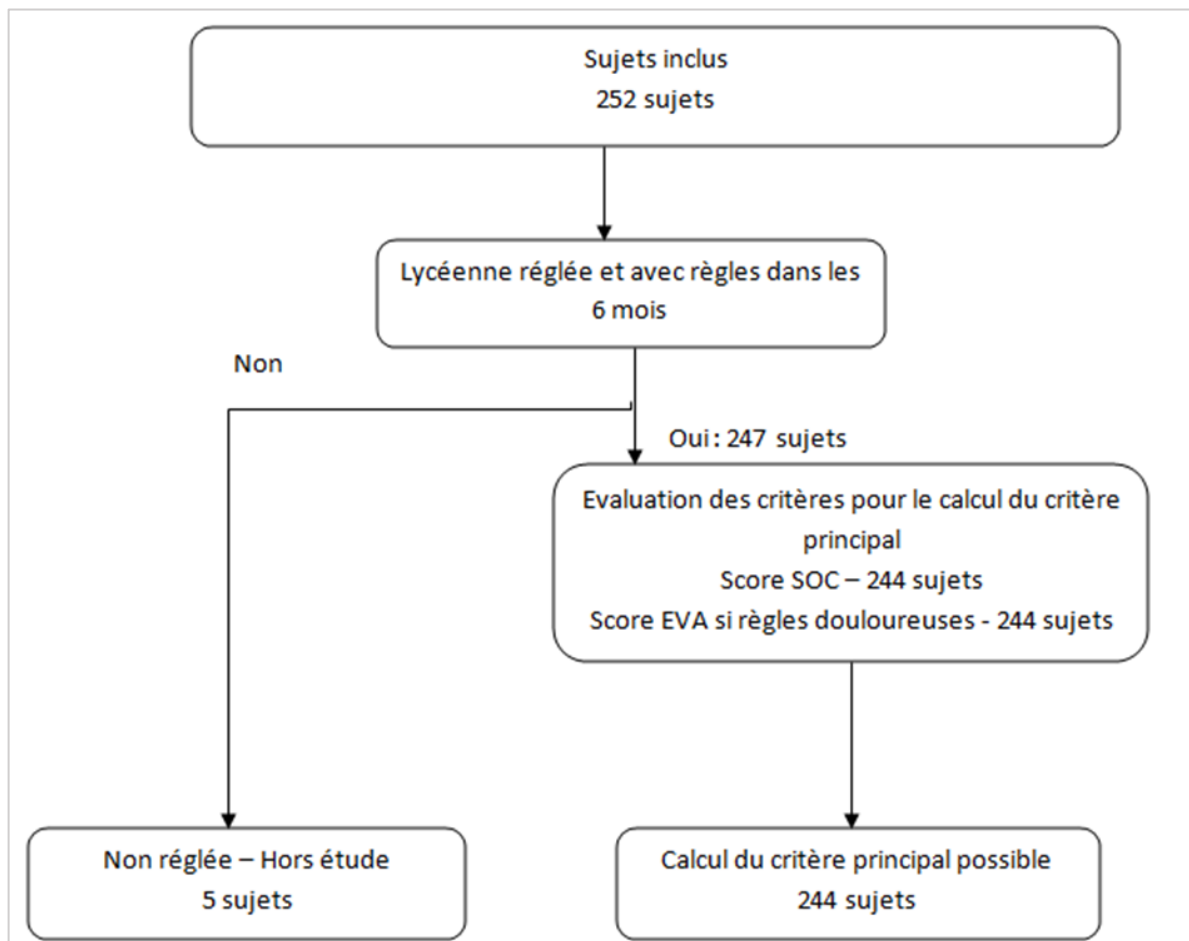 Sujets inclus
252 sujets
Lycéenne réglée et avec règles dans les
6 mois
Non
Oui : 247 sujets
Evaluation des critères pour le calcul du critère
principal
Score SOC – 244 sujets
Score EVA si règles douloureuses - 244 sujets
Non réglée – Hors étude
5 sujets
Calcul du critère principal possible
244 sujets